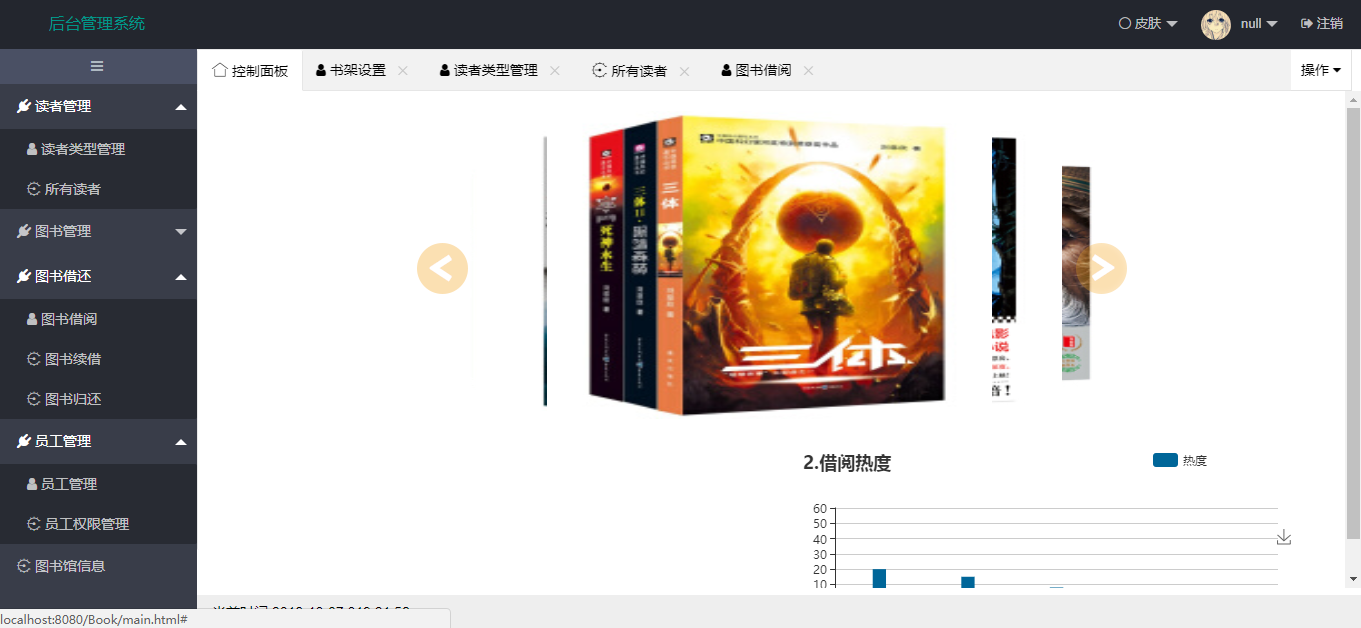 后台管理系统
皮肤
null
注销
控制面板
书架设置
读者类型管理
所有读者
图书借阅
操作
读者管理
读者类型管理
所有读者
图书管理
图书借还
图书借阅
图书续借
图书归还
员工管理
员工管理
员工权限管理
图书馆信息
死神永生
三体II·黑暗森林
三体
三体
2.借阅热度
热度
60
50
40
30
20
10
localhost:8080/Book/main.html#